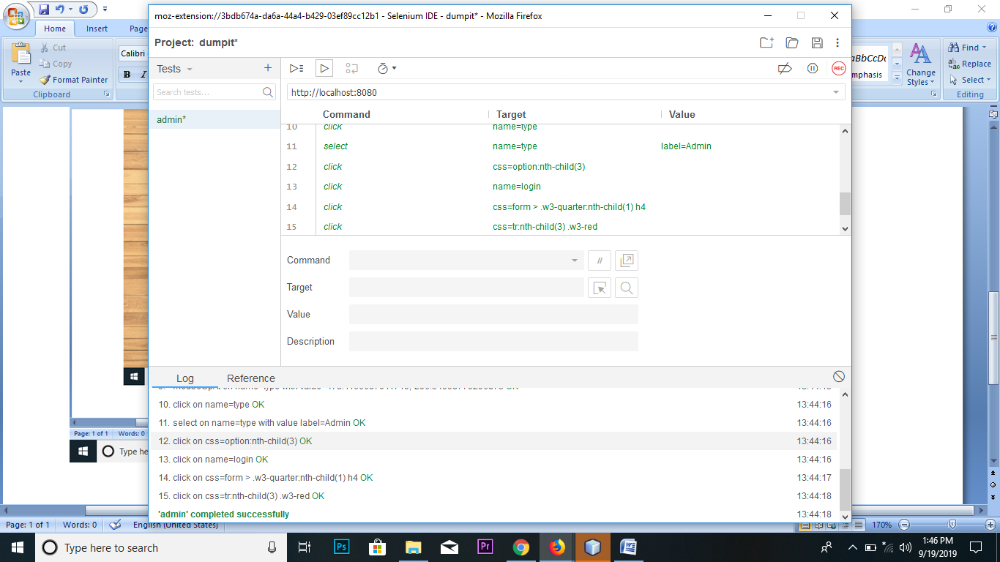 moz-extension://3bdb674a-da6a-44a4-b429-03ef89cc12b1 - Selenium IDE - dumpit* - Mozilla Firefox
Home Insert Page
Project: dumpit*
Paste
Cut
Copy
Format Painter
Clipboard
Calibri
B I
Tests
Search tests...
admin*
REC
http://localhost:8080
Command Target Value
10 click name=type
11 select name=type label=Admin
12 click css=option:nth-child(3)
13 click name=login
14 click css=form > .w3-quarter:nth-child(1) h4
15 click css=tr:nth-child(3) .w3-red
Command //
Target
Value
Description
Log Reference
10. click on name=type OK 13:44:16
11. select on name=type with value label=Admin OK 13:44:16
12. click on css=option:nth-child(3) OK 13:44:16
13. click on name=login OK 13:44:16
14. click on css=form > .w3-quarter:nth-child(1) h4 OK 13:44:17
15. click on css=tr:nth-child(3) .w3-red OK 13:44:18
'admin' completed successfully 13:44:18
Change
Styles
Find
Replace
Select
Editing
Page: 1 of 1 Words: 0
Type he
Page: 1 of 1 Words: 0 English (United States) 170%
Type here to search
Ps Pr
1:46 PM
9/19/2019